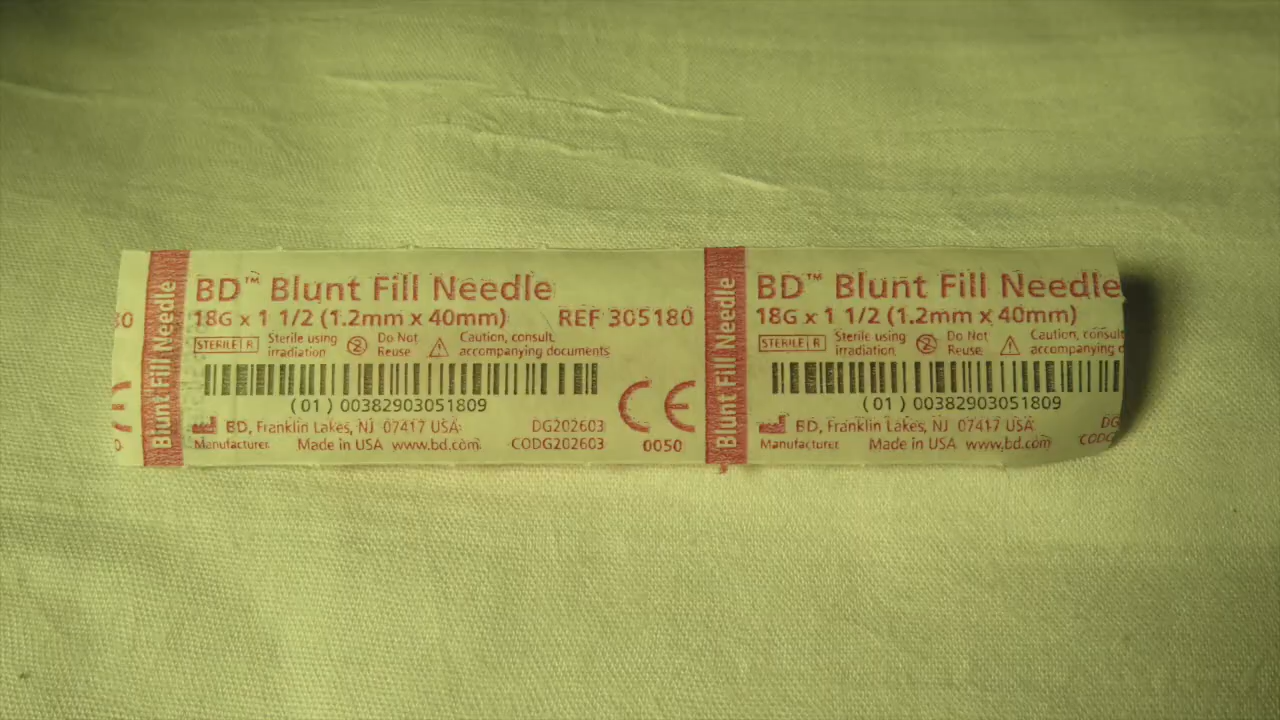 80
Blunt Fill Needle
BD™ Blunt Fill Needle
18G x 1 1/2 (1.2mm x 40mm) REF 305180
STERILE R Sterile using irradiation Do Not Reuse Caution, consult accompanying documents
(01) 00382903051809
CE
BD, Franklin Lakes, NJ 07417 USA DG202603
Manufacturer Made in USA www.bd.com CODG202603 0050
Blunt Fill Needle
BD™ Blunt Fill Needle
18G x 1 1/2 (1.2mm x 40mm)
STERILE R Sterile using irradiation Do Not Reuse Caution, consult accompanying
(01) 00382903051809
BD, Franklin Lakes, NJ 07417 USA DG
Manufacturer Made in USA www.bd.com CODG